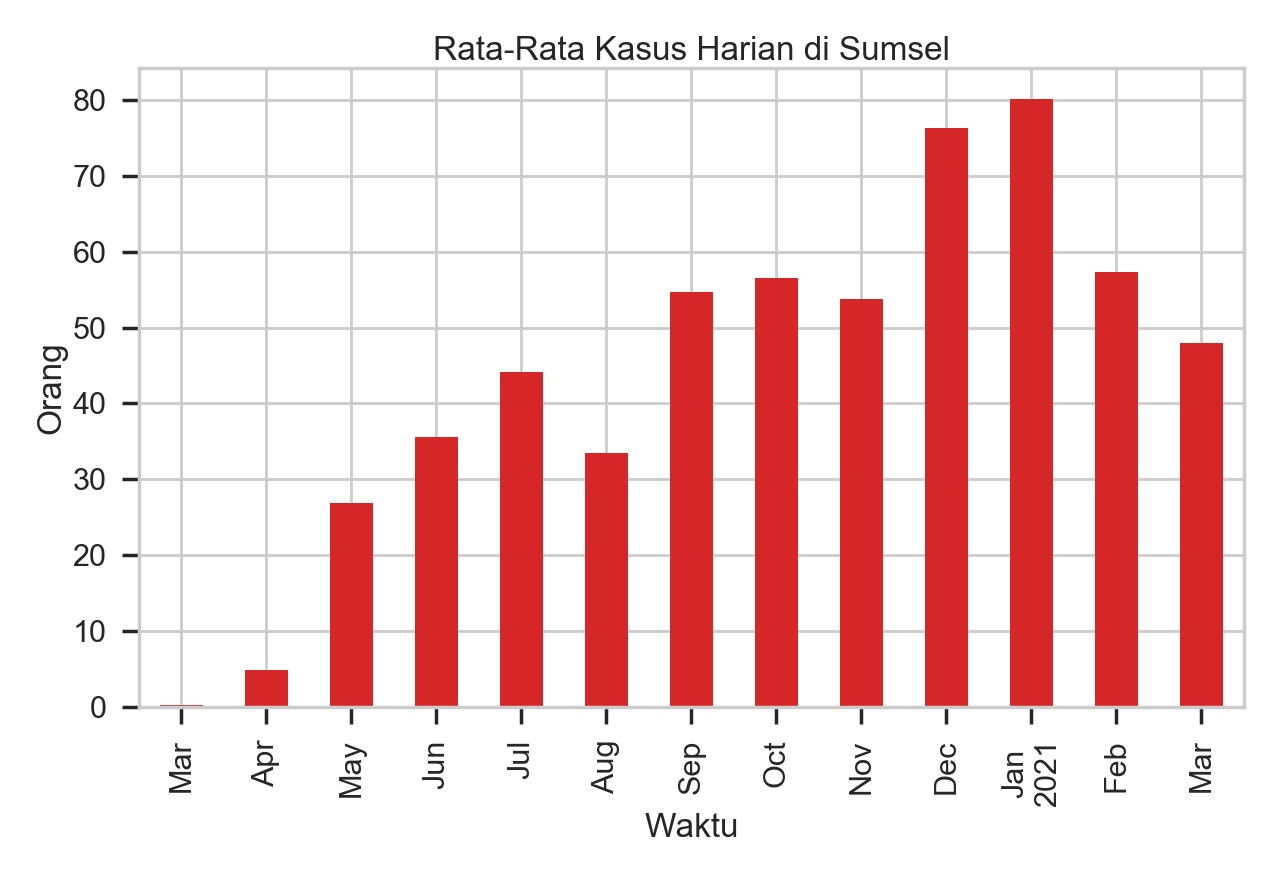 Rata-Rata Kasus Harian di Sumsel
80
70
60
50
40
30
20
10
0
Orang
Mar
Apr
May
Jun
Jul
Aug
Sep
Oct
Nov
Dec
Jan
2021
Feb
Mar
Waktu